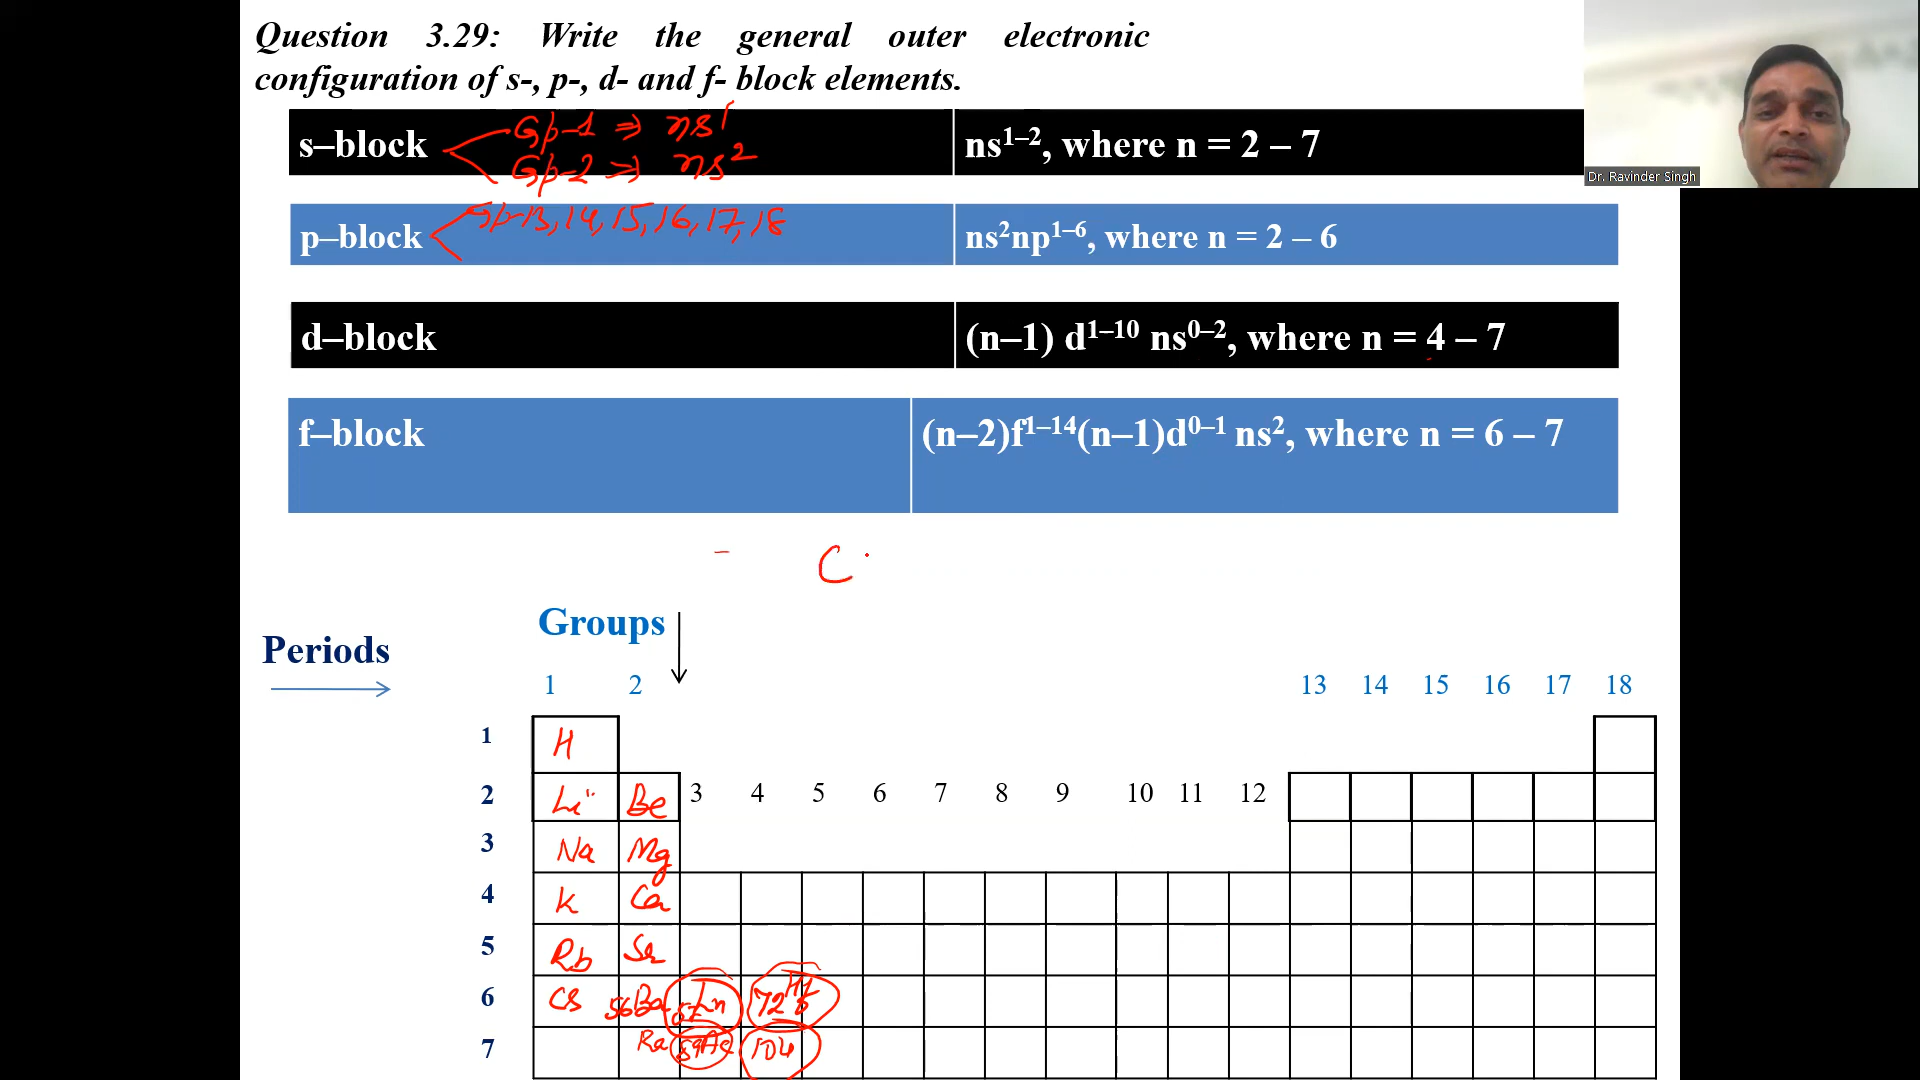 Question 3.29: Write the general outer electronic
configuration of s-, p-, d- and f- block elements.
s–block Gp-1 ⇒ ns¹ ns¹⁻², where n = 2 – 7
Gp-2 ⇒ ns²
Dr. Ravinder Singh
p–block Gp-13, 14, 15, 16, 17, 18 ns²np¹⁻⁶, where n = 2 – 6
d–block (n–1) d¹⁻¹⁰ ns⁰⁻², where n = 4 – 7
f–block (n–2)f¹⁻¹⁴(n–1)d⁰⁻¹ ns², where n = 6 – 7
C
Groups
Periods
1 2 13 14 15 16 17 18
1 H
2 Li Be 3 4 5 6 7 8 9 10 11 12
3 Na Mg
4 K Ca
5 Rb Sr
6 Cs 56Ba 57Ln 72Hf
7 Ra 89Ac 104